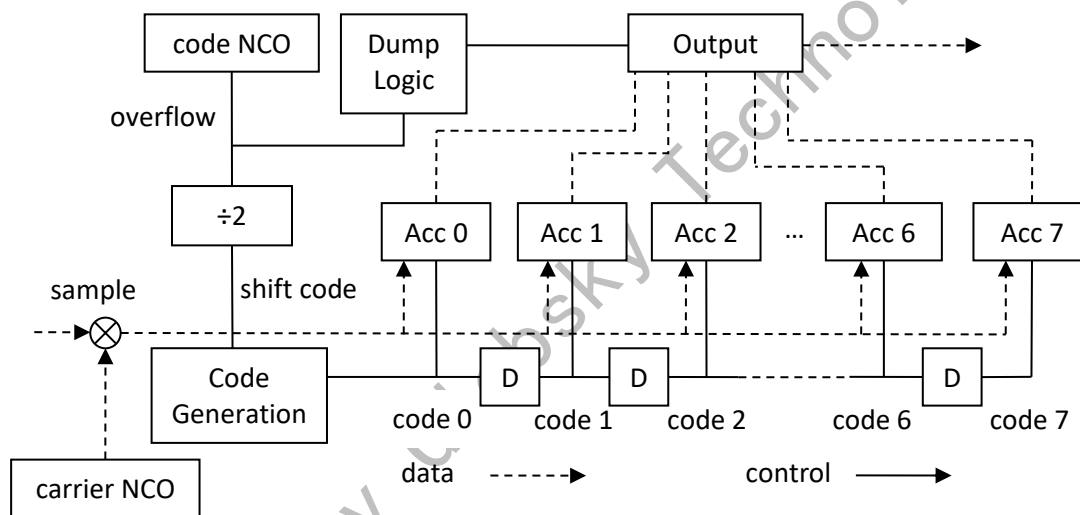 code NCO
Dump
Logic
Output
overflow
÷2
Acc 0
Acc 1
Acc 2
...
Acc 6
Acc 7
sample
shift code
Code
Generation
D
D
D
code 0
code 1
code 2
code 6
code 7
data
control
carrier NCO